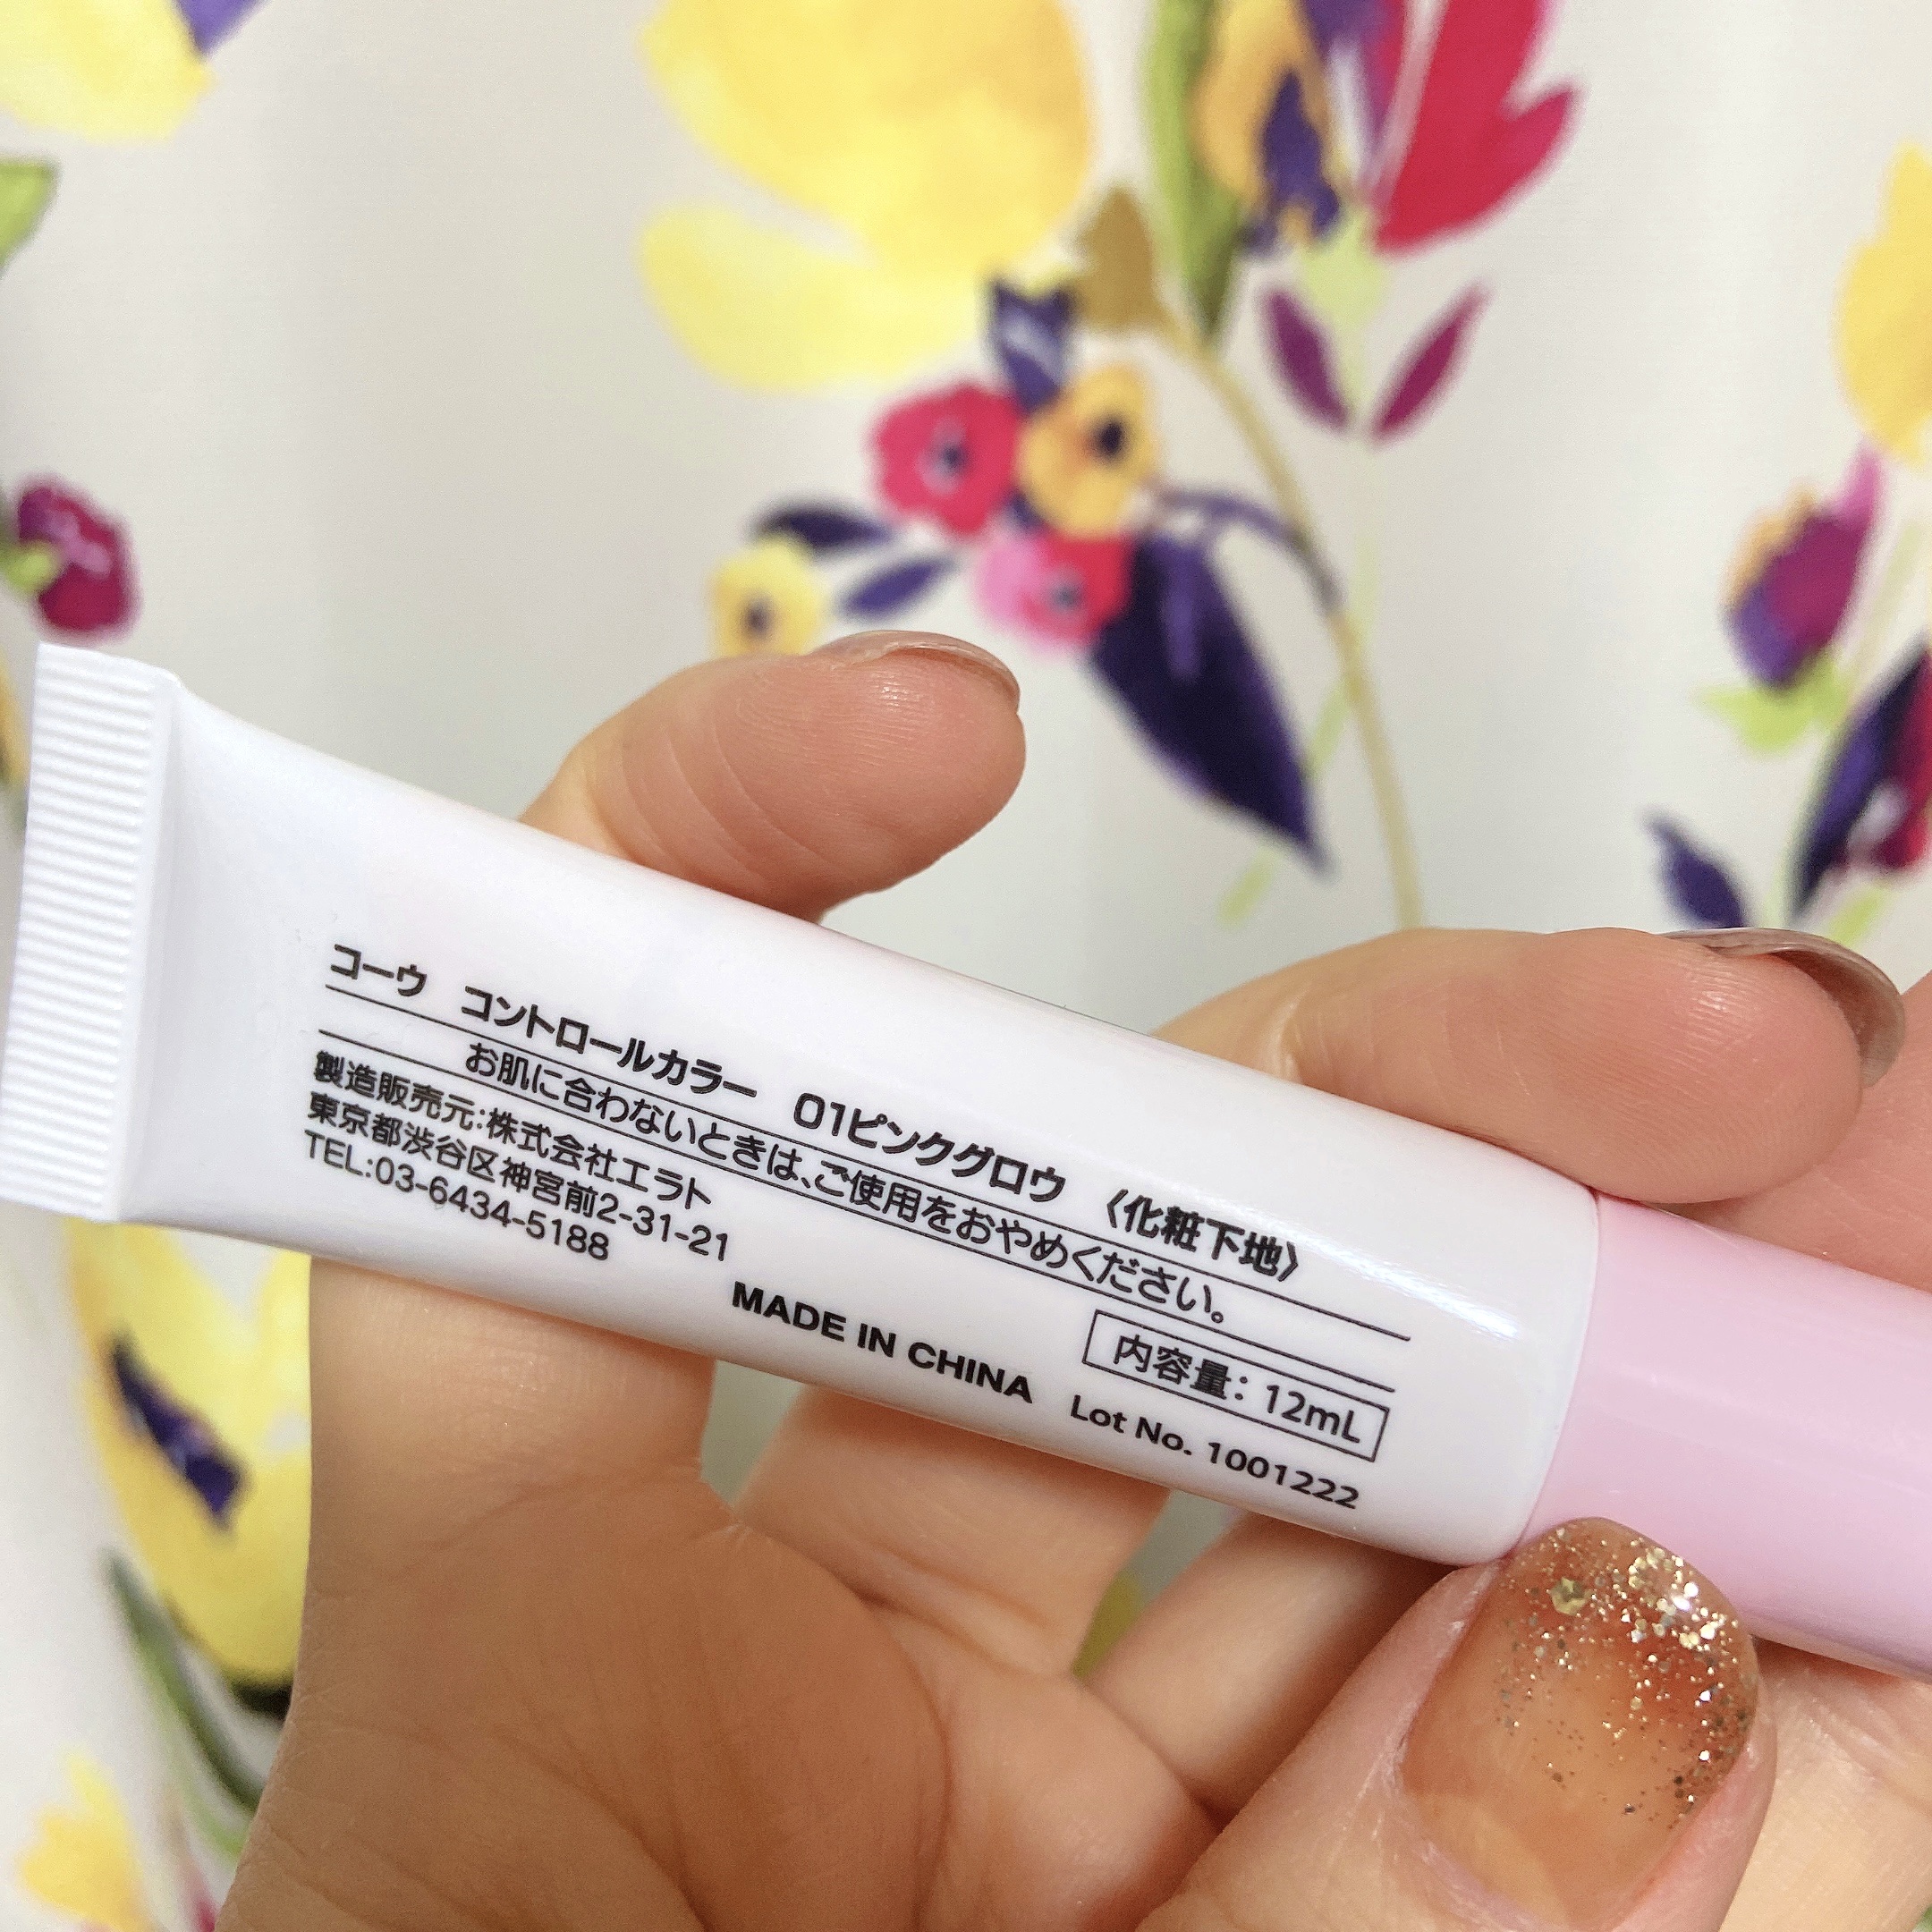 コーウ コントロールカラー 01ピンクグロウ 〈化粧下地〉
お肌に合わないときは、ご使用をおやめください。
製造販売元:株式会社エラト
東京都渋谷区神宮前2-31-21
TEL:03-6434-5188
内容量: 12mL
MADE IN CHINA
Lot No. 1001222